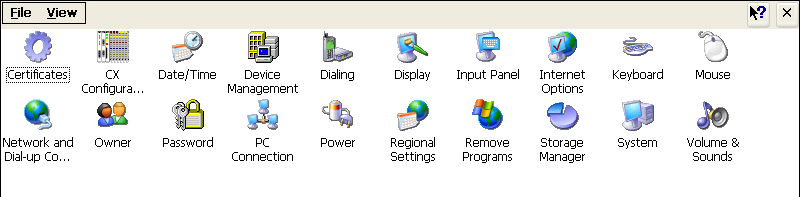 File View
?
Certificates
CX Configura...
Date/Time
Device Management
Dialing
Display
Input Panel
Internet Options
Keyboard
Mouse
Network and Dial-up Co...
Owner
Password
PC Connection
Power
Regional Settings
Remove Programs
Storage Manager
System
Volume & Sounds